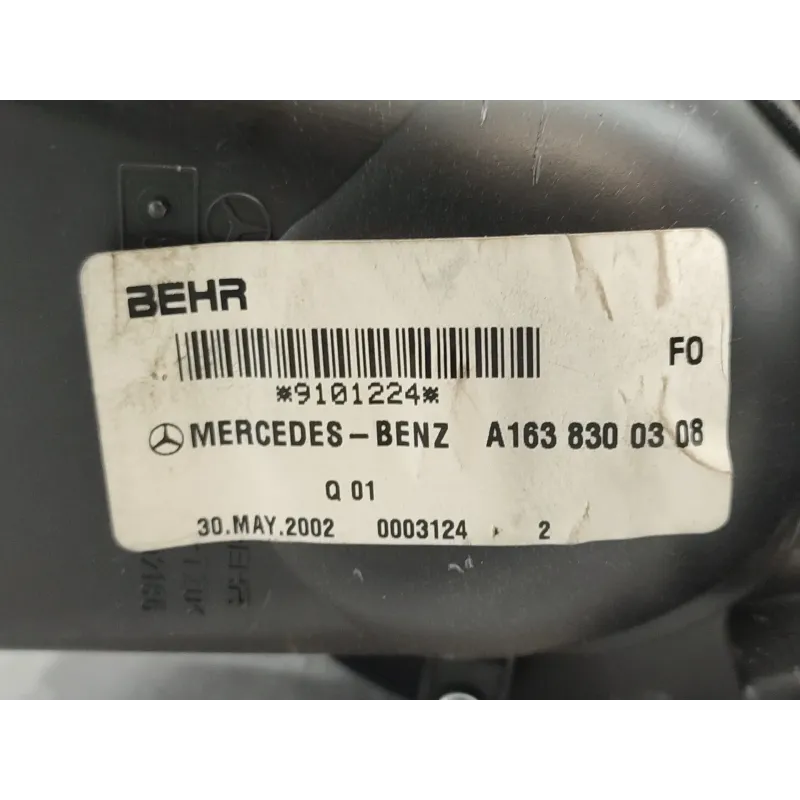 BEHR
FO
*9101224*
MERCEDES-BENZ A163 830 03 08
Q 01
30.MAY.2002 0003124 2